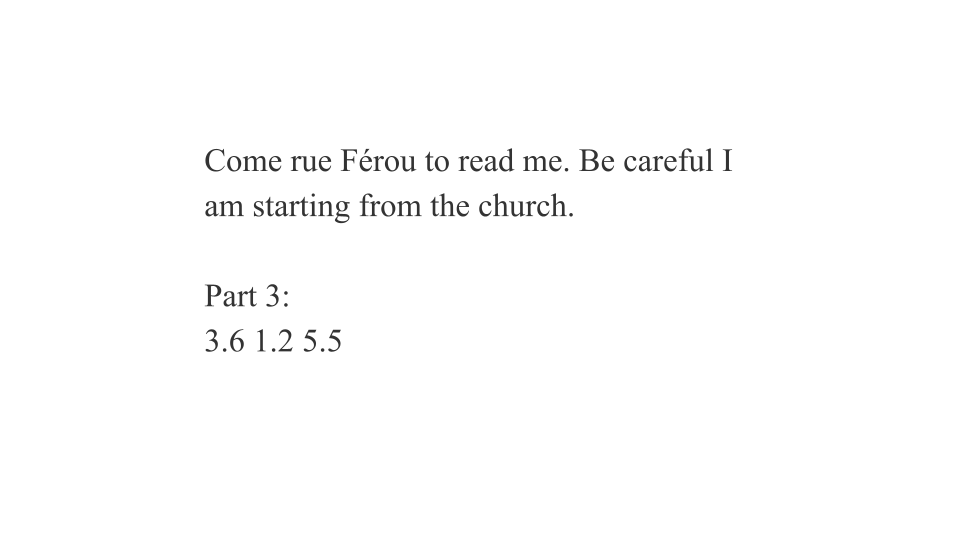 Come rue Férou to read me. Be careful I
am starting from the church.
Part 3:
3.6 1.2 5.5